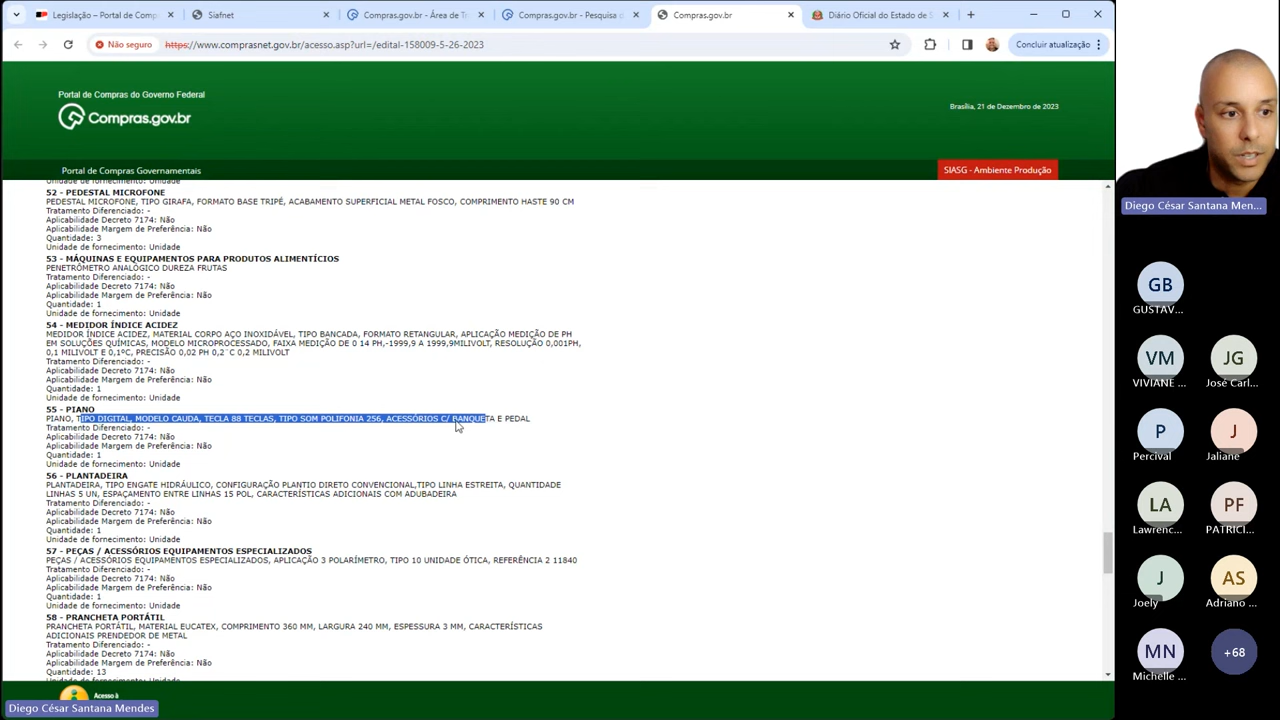 Legislação – Portal de Comp
Siafnet
Compras.gov.br - Área de Tr
Compras.gov.br - Pesquisa d
Compras.gov.br
Diário Oficial do Estado de S
Não seguro
https://www.comprasnet.gov.br/acesso.asp?url=/edital-158009-5-26-2023
Concluir atualização
Portal de Compras do Governo Federal
Compras.gov.br
Brasília, 21 de Dezembro de 2023
Portal de Compras Governamentais
SIASG - Ambiente Produção
Unidade de fornecimento: Unidade
52 - PEDESTAL MICROFONE
PEDESTAL MICROFONE, TIPO GIRAFA, FORMATO BASE TRIPÉ, ACABAMENTO SUPERFICIAL METAL FOSCO, COMPRIMENTO HASTE 90 CM
Tratamento Diferenciado: -
Aplicabilidade Decreto 7174: Não
Aplicabilidade Margem de Preferência: Não
Quantidade: 3
Unidade de fornecimento: Unidade
53 - MÁQUINAS E EQUIPAMENTOS PARA PRODUTOS ALIMENTÍCIOS
PENETRÔMETRO ANALÓGICO DUREZA FRUTAS
Tratamento Diferenciado: -
Aplicabilidade Decreto 7174: Não
Aplicabilidade Margem de Preferência: Não
Quantidade: 1
Unidade de fornecimento: Unidade
54 - MEDIDOR ÍNDICE ACIDEZ
MEDIDOR ÍNDICE ACIDEZ, MATERIAL CORPO AÇO INOXIDÁVEL, TIPO BANCADA, FORMATO RETANGULAR, APLICAÇÃO MEDIÇÃO DE PH
EM SOLUÇÕES QUÍMICAS, MODELO MICROPROCESSADO, FAIXA MEDIÇÃO DE 0 14 PH,-1999,9 A 1999,9MILIVOLT, RESOLUÇÃO 0,001PH,
0,1 MILIVOLT E 0,1ºC, PRECISÃO 0,02 PH 0,2¨C 0,2 MILIVOLT
Tratamento Diferenciado: -
Aplicabilidade Decreto 7174: Não
Aplicabilidade Margem de Preferência: Não
Quantidade: 1
Unidade de fornecimento: Unidade
55 - PIANO
PIANO, TIPO DIGITAL, MODELO CAUDA, TECLA 88 TECLAS, TIPO SOM POLIFONIA 256, ACESSÓRIOS C/ BANQUETA E PEDAL
Tratamento Diferenciado: -
Aplicabilidade Decreto 7174: Não
Aplicabilidade Margem de Preferência: Não
Quantidade: 1
Unidade de fornecimento: Unidade
56 - PLANTADEIRA
PLANTADEIRA, TIPO ENGATE HIDRÁULICO, CONFIGURAÇÃO PLANTIO DIRETO CONVENCIONAL,TIPO LINHA ESTREITA, QUANTIDADE
LINHAS 5 UN, ESPAÇAMENTO ENTRE LINHAS 15 POL, CARACTERÍSTICAS ADICIONAIS COM ADUBADEIRA
Tratamento Diferenciado: -
Aplicabilidade Decreto 7174: Não
Aplicabilidade Margem de Preferência: Não
Quantidade: 1
Unidade de fornecimento: Unidade
57 - PEÇAS / ACESSÓRIOS EQUIPAMENTOS ESPECIALIZADOS
PEÇAS / ACESSÓRIOS EQUIPAMENTOS ESPECIALIZADOS, APLICAÇÃO 3 POLARÍMETRO, TIPO 10 UNIDADE ÓTICA, REFERÊNCIA 2 11840
Tratamento Diferenciado: -
Aplicabilidade Decreto 7174: Não
Aplicabilidade Margem de Preferência: Não
Quantidade: 1
Unidade de fornecimento: Unidade
58 - PRANCHETA PORTÁTIL
PRANCHETA PORTÁTIL, MATERIAL EUCATEX, COMPRIMENTO 360 MM, LARGURA 240 MM, ESPESSURA 3 MM, CARACTERÍSTICAS
ADICIONAIS PRENDEDOR DE METAL
Tratamento Diferenciado: -
Aplicabilidade Decreto 7174: Não
Aplicabilidade Margem de Preferência: Não
Quantidade: 13
Unidade de fornecimento: Unidade
Acesso à
Diego César Santana Mendes
Diego César Santana Men...
GB
GUSTAV...
VM
VIVIANE ...
JG
José Carl...
P
Percival
J
Jaliane
LA
Lawrenc...
PF
PATRICI...
J
Joely
AS
Adriano ...
MN
Michelle ...
+68